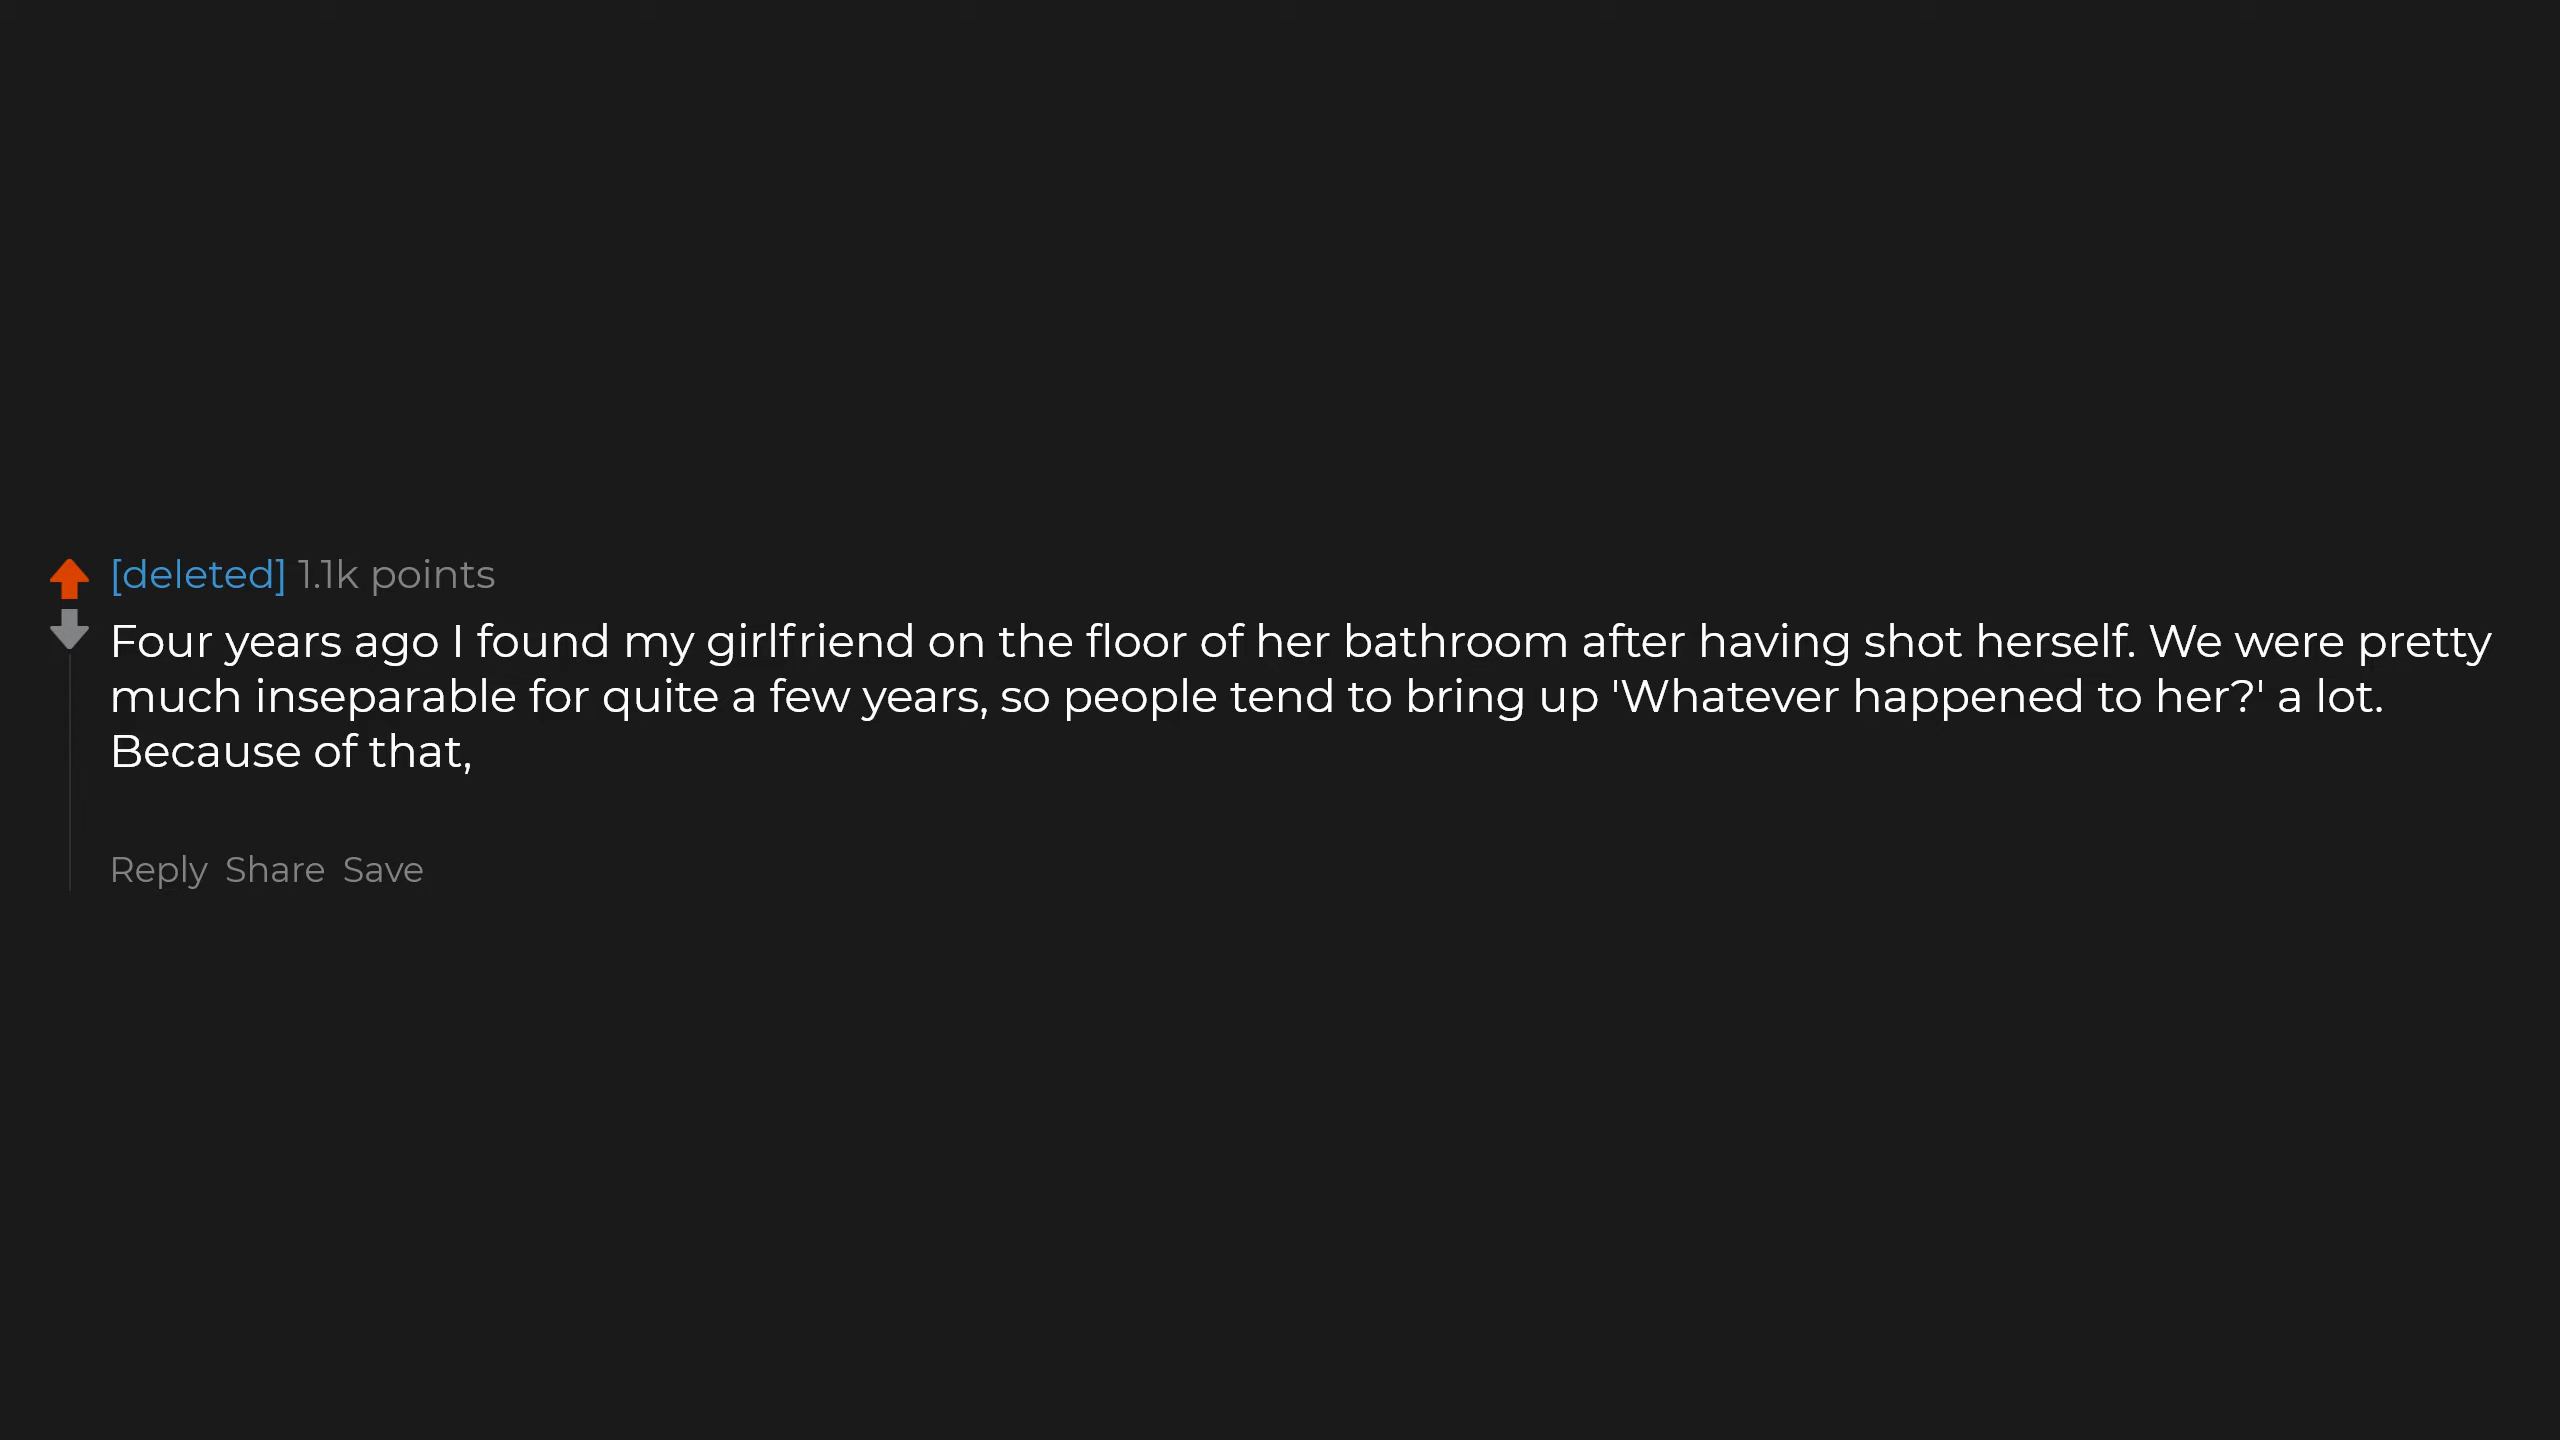 [deleted] 1.1k points
Four years ago I found my girlfriend on the floor of her bathroom after having shot herself. We were pretty
much inseparable for quite a few years, so people tend to bring up 'Whatever happened to her?' a lot.
Because of that,
Reply Share Save